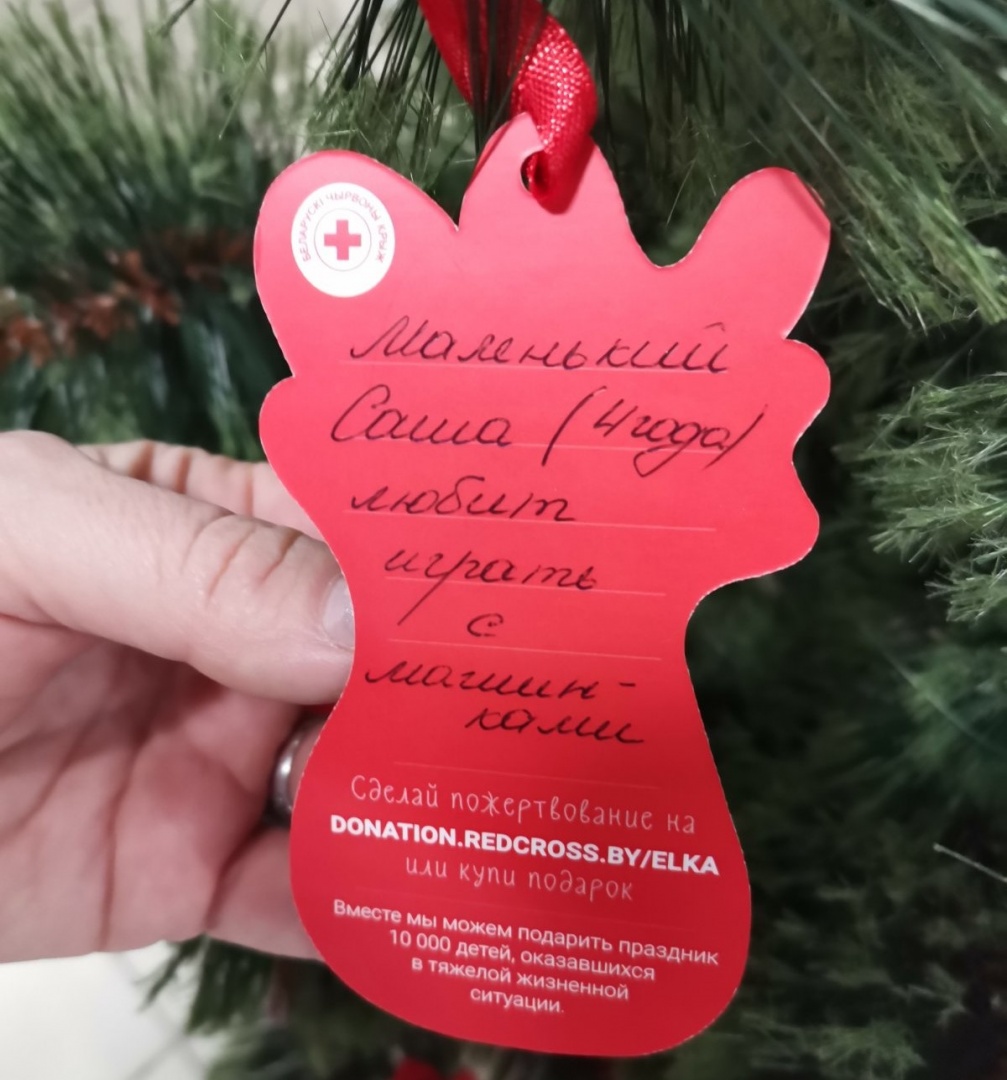 БЕЛАРУСКІ ЧЫРВОНЫ КРЫЖ
Маленький
Саша (4 года)
любит
играть
с
машин-
ками
Сделай пожертвование на
DONATION.REDCROSS.BY/ELKA
или купи подарок
Вместе мы можем подарить праздник
10 000 детей, оказавшихся
в тяжелой жизненной
ситуации.